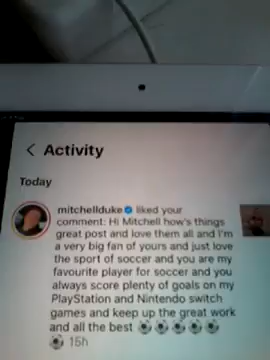 < Activity
Today
mitchellduke liked your
comment: Hi Mitchell how's things
great post and love them all and I'm
a very big fan of yours and just love
the sport of soccer and you are my
favourite player for soccer and you
always score plenty of goals on my
PlayStation and Nintendo switch
games and keep up the great work
and all the best ⚽⚽⚽⚽⚽
⚽ 15h